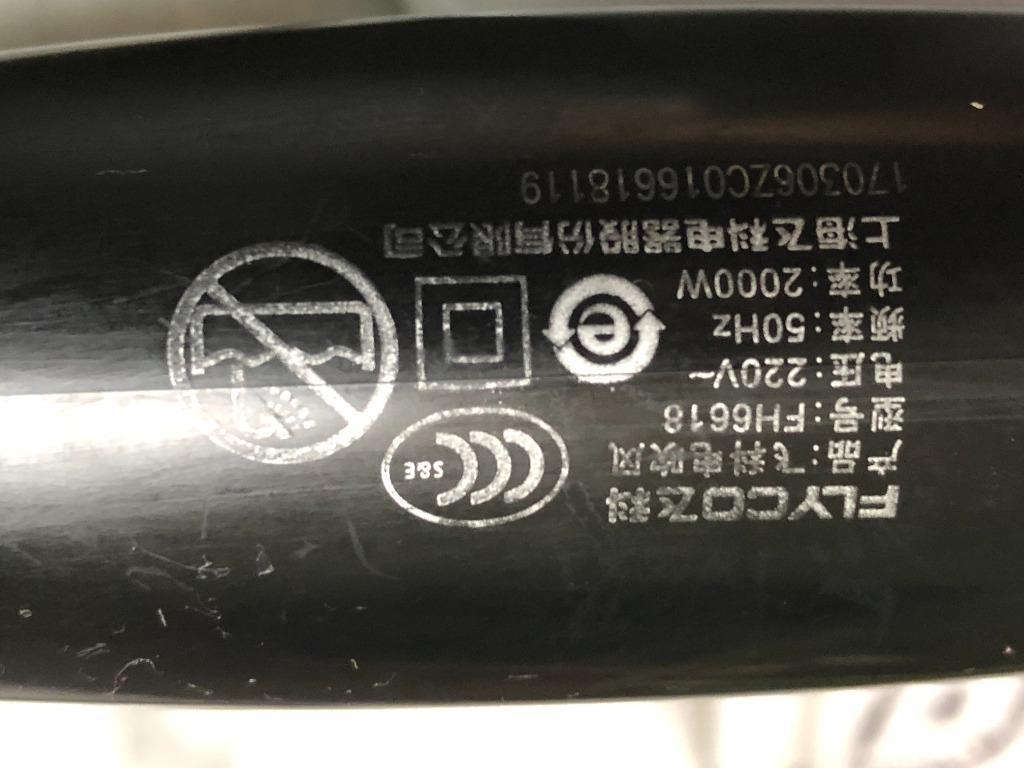 FLYCO飞科
产品:飞科电吹风
型号:FH6618
电压:220V~
频率:50Hz
功率:2000W
上海飞科电器股份有限公司
170306ZC016618119
CCC S&E
e